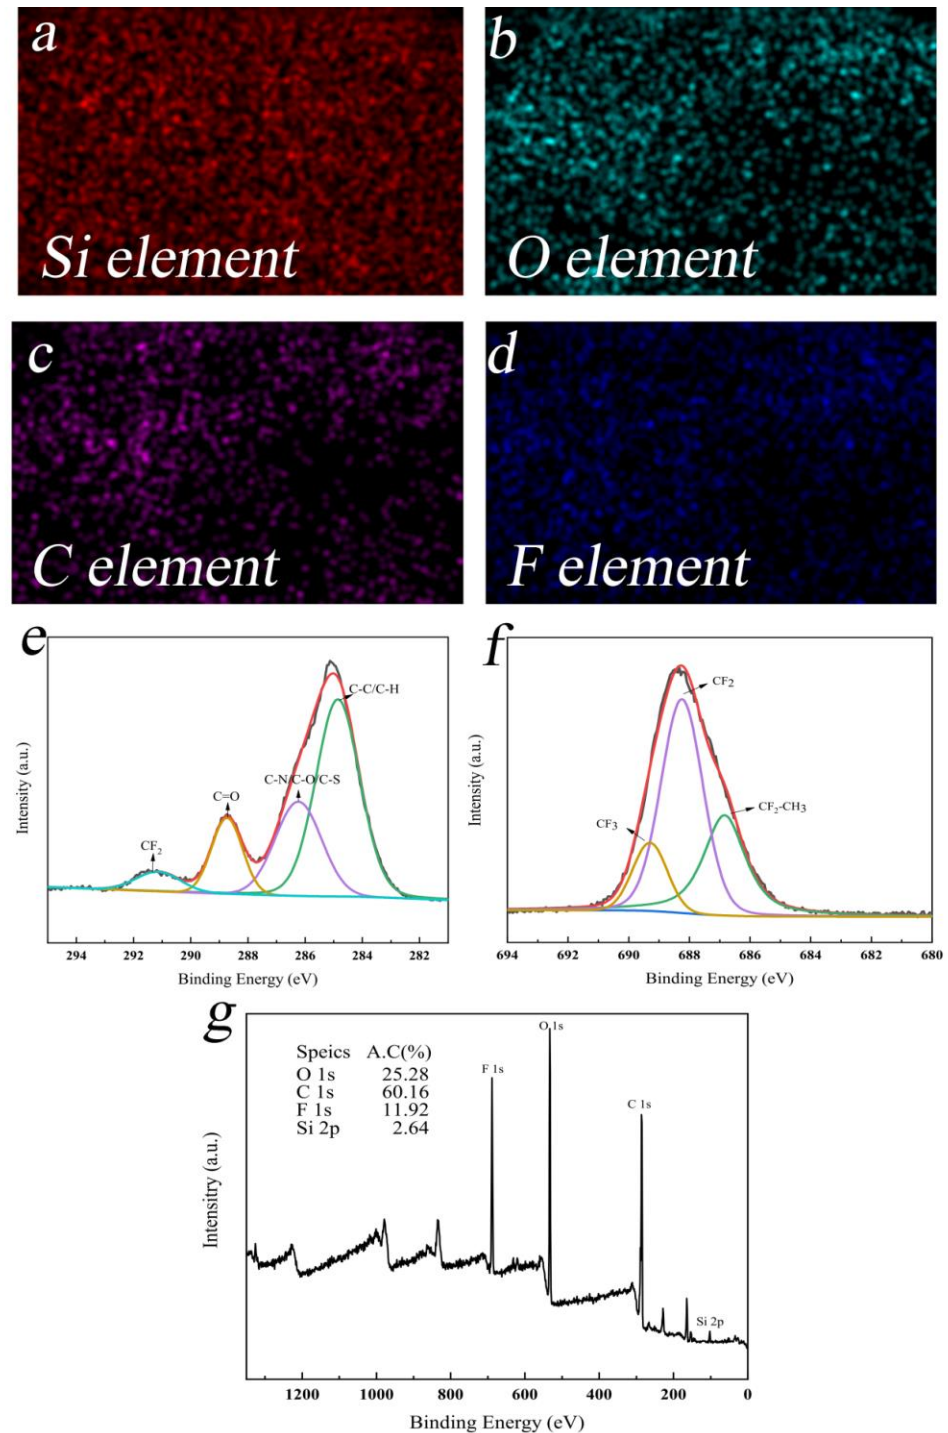 a
Si element
b
O element
c
C element
d
F element
e
C-C/C-H
C-N/C-O/C-S
C=O
CF2
Intensity (a.u.)
294 292 290 288 286 284 282
Binding Energy (eV)
f
CF2
CF2-CH3
CF3
Intensity (a.u.)
694 692 690 688 686 684 682 680
Binding Energy (eV)
g
O 1s
Speics A.C(%)
O 1s 25.28
C 1s 60.16
F 1s 11.92
Si 2p 2.64
F 1s
C 1s
Si 2p
Intensitry (a.u.)
1200 1000 800 600 400 200 0
Binding Energy (eV)